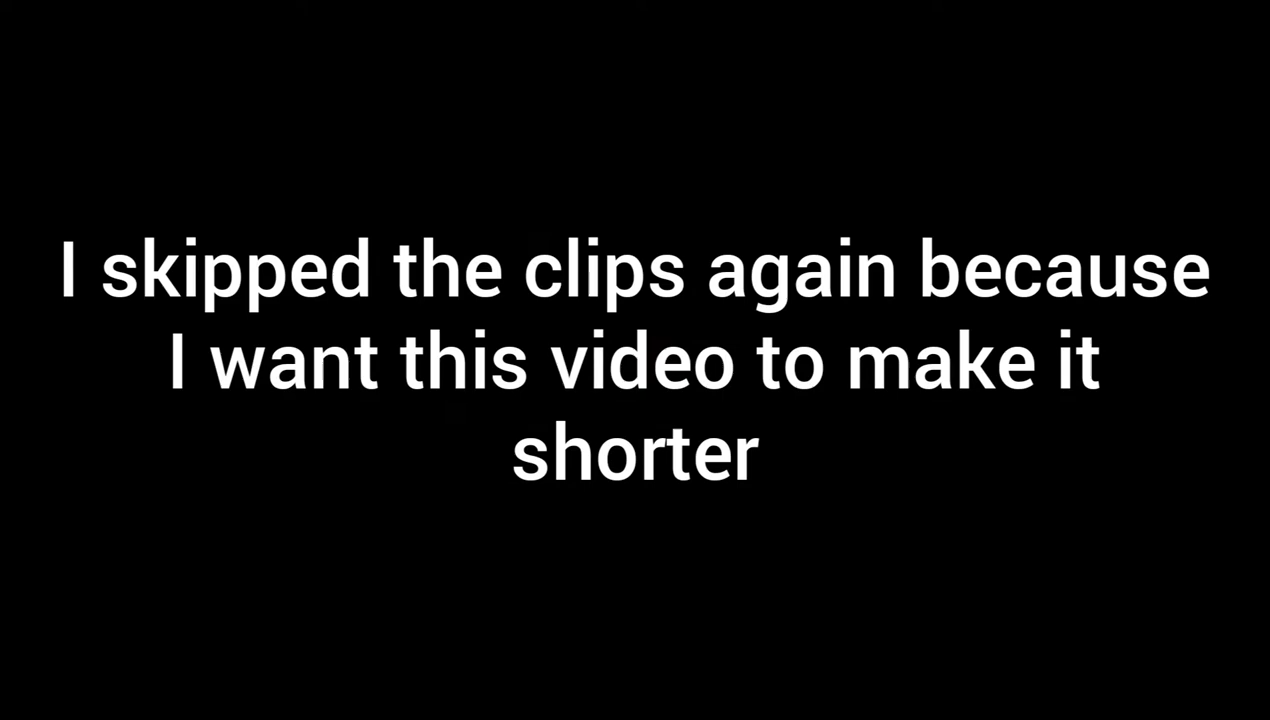 I skipped the clips again because
I want this video to make it
shorter